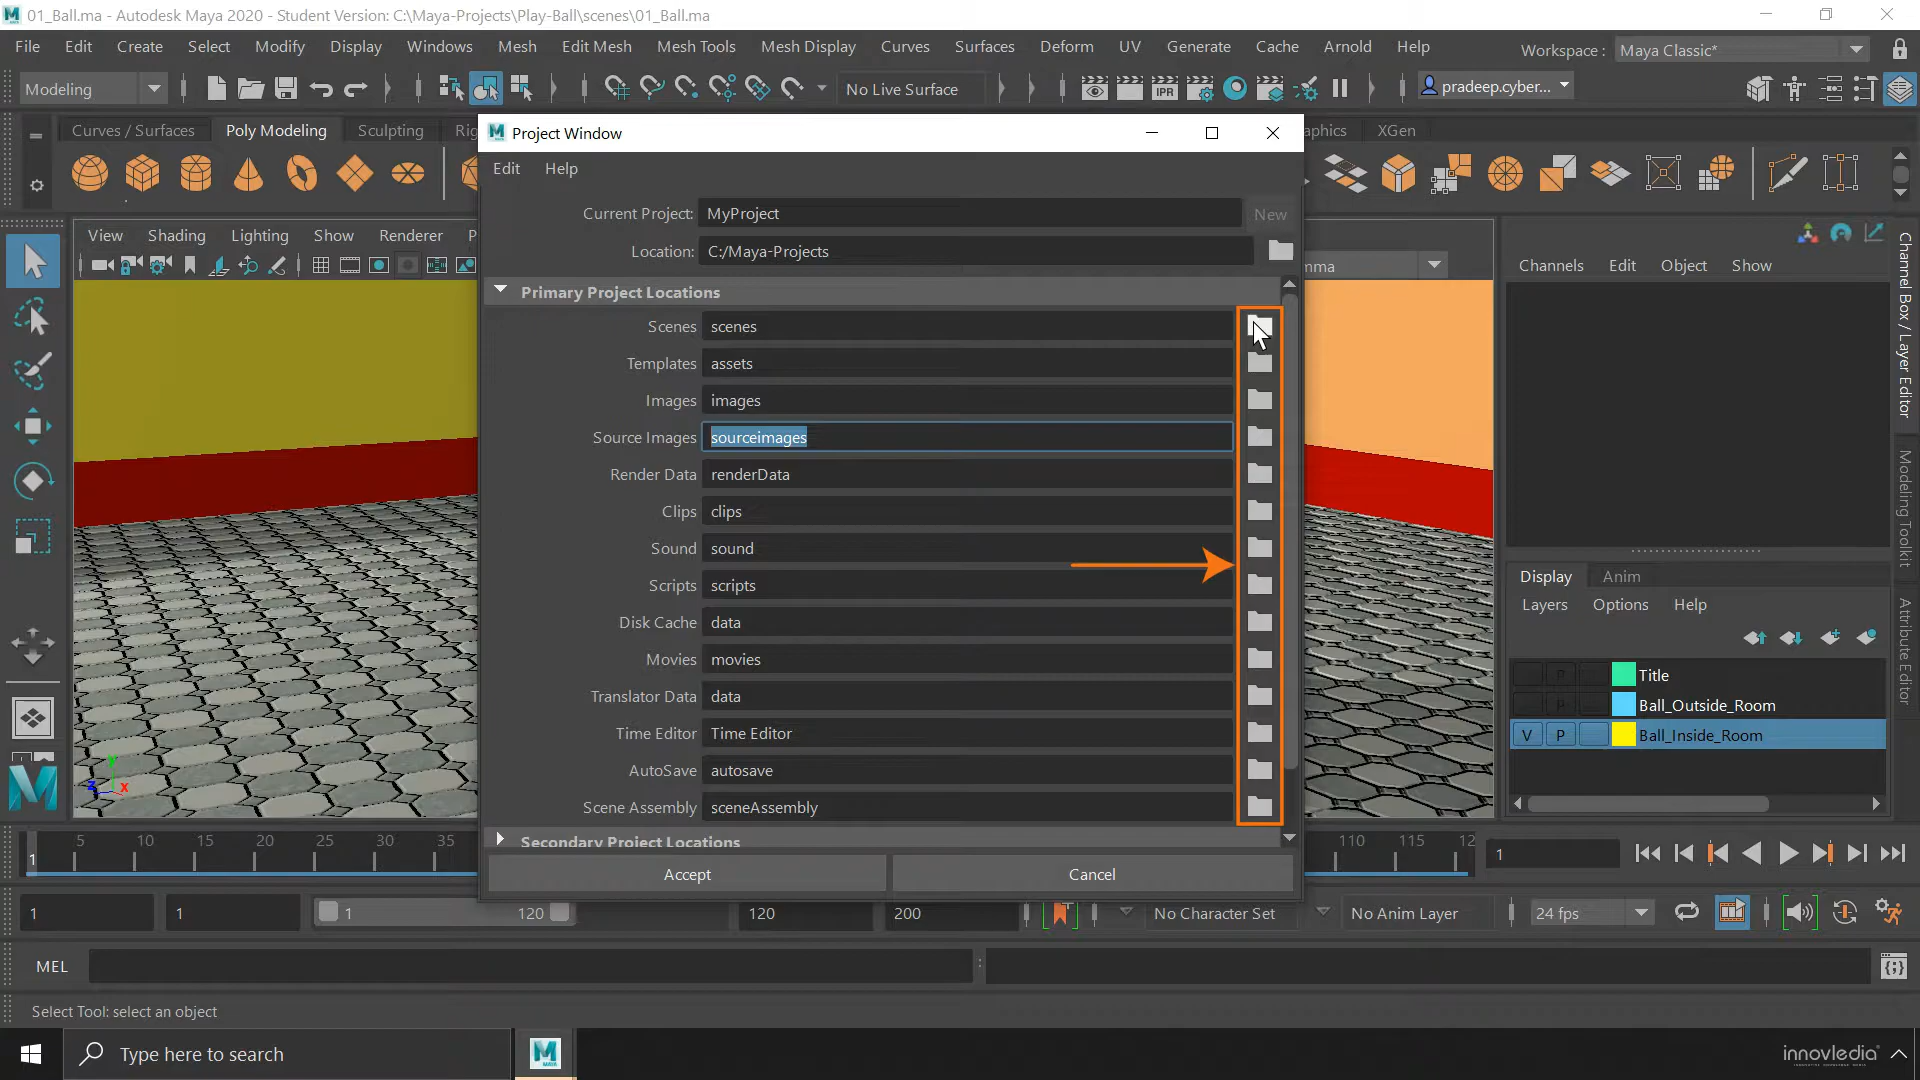 01_Ball.ma - Autodesk Maya 2020 - Student Version: C:\Maya-Projects\Play-Ball\scenes\01_Ball.ma
File Edit Create Select Modify Display Windows Mesh Edit Mesh Mesh Tools Mesh Display Curves Surfaces Deform UV Generate Cache Arnold Help Workspace : Maya Classic*
Modeling No Live Surface IPR pradeep.cyber...
Curves / Surfaces Poly Modeling Sculpting Rig aphics XGen
Project Window
Edit Help
Current Project: MyProject New
Location: C:/Maya-Projects
View Shading Lighting Show Renderer P
mma
Channels Edit Object Show
Channel Box / Layer Editor
Modeling Toolkit
Attribute Editor
Primary Project Locations
Scenes scenes
Templates assets
Images images
Source Images sourceimages
Render Data renderData
Clips clips
Sound sound
Scripts scripts
Disk Cache data
Movies movies
Translator Data data
Time Editor Time Editor
AutoSave autosave
Scene Assembly sceneAssembly
Secondary Project Locations
Accept Cancel
Display Anim
Layers Options Help
P Title
P Ball_Outside_Room
V P Ball_Inside_Room
y z x
MAYA
1 5 10 15 20 25 30 35 110 115 12 1
1 1 1 120 120 200 No Character Set No Anim Layer 24 fps
MEL
Select Tool: select an object
Type here to search
innovledia